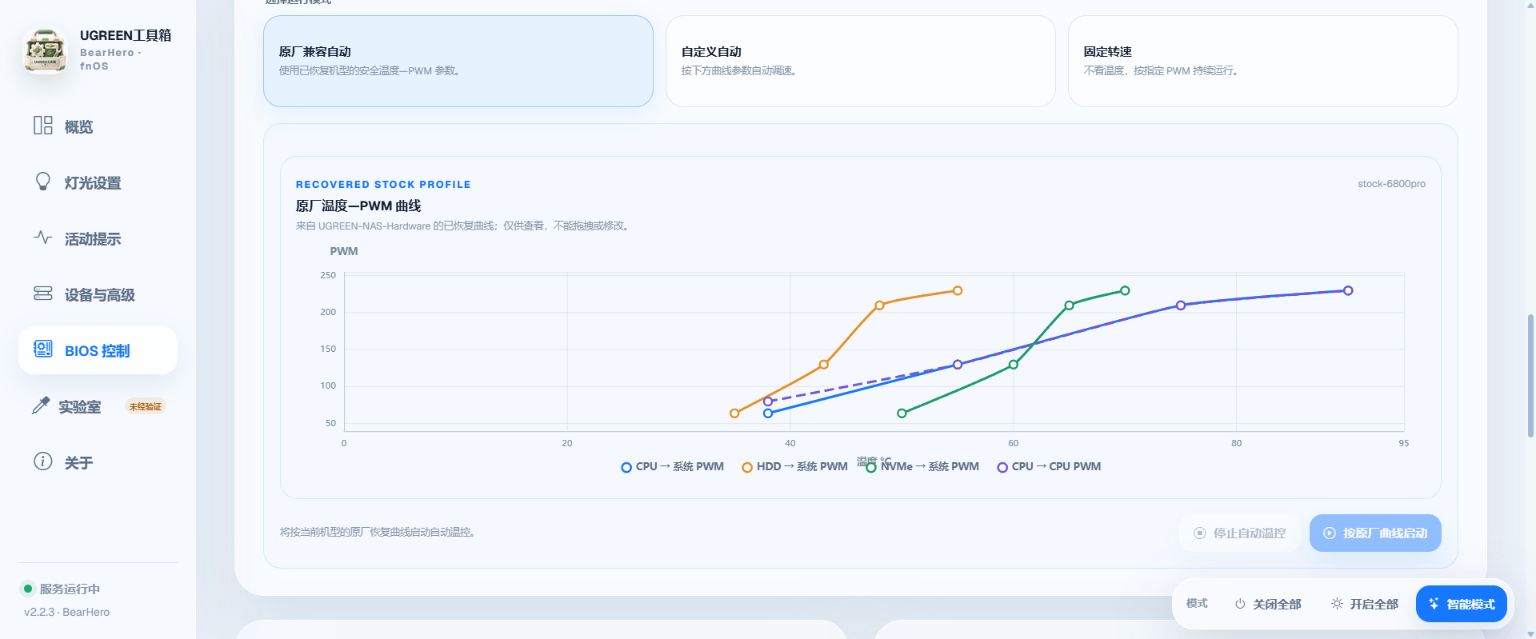 UGREEN工具箱
BearHero ·
fnOS
概览
灯光设置
活动提示
设备与高级
BIOS 控制
实验室
未经验证
关于
服务运行中
v2.2.3 · BearHero
选择运行模式
原厂兼容自动
使用已恢复机型的安全温度—PWM 参数。
自定义自动
按下方曲线参数自动调速。
固定转速
不看温度，按指定 PWM 持续运行。
RECOVERED STOCK PROFILE
stock-6800pro
原厂温度—PWM 曲线
来自 UGREEN-NAS-Hardware 的已恢复曲线；仅供查看，不能拖拽或修改。
PWM
250
200
150
100
50
0
20
40
60
80
95
温度 °C
CPU → 系统 PWM
HDD → 系统 PWM
NVMe → 系统 PWM
CPU → CPU PWM
将按当前机型的原厂恢复曲线启动自动温控。
停止自动温控
按原厂曲线启动
模式
关闭全部
开启全部
智能模式